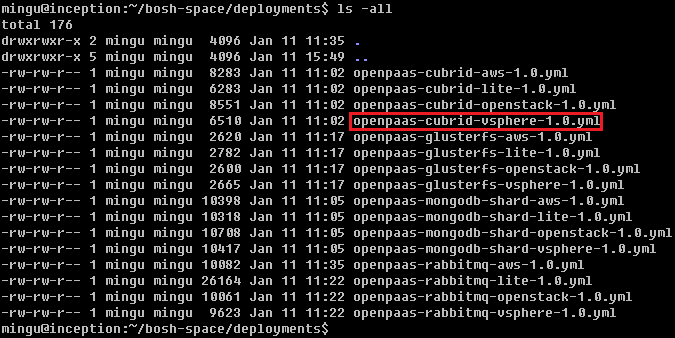 mingu@inception:~/bosh-space/deployments$ ls -all
total 176
drwxrwxr-x 2 mingu mingu  4096 Jan 11 11:35 .
drwxrwxr-x 5 mingu mingu  4096 Jan 11 15:49 ..
-rw-rw-r-- 1 mingu mingu  8283 Jan 11 11:02 openpaas-cubrid-aws-1.0.yml
-rw-rw-r-- 1 mingu mingu  6283 Jan 11 11:02 openpaas-cubrid-lite-1.0.yml
-rw-rw-r-- 1 mingu mingu  8551 Jan 11 11:02 openpaas-cubrid-openstack-1.0.yml
-rw-rw-r-- 1 mingu mingu  6510 Jan 11 11:02 openpaas-cubrid-vsphere-1.0.yml
-rw-rw-r-- 1 mingu mingu  2620 Jan 11 11:17 openpaas-glusterfs-aws-1.0.yml
-rw-rw-r-- 1 mingu mingu  2782 Jan 11 11:17 openpaas-glusterfs-lite-1.0.yml
-rw-rw-r-- 1 mingu mingu  2600 Jan 11 11:17 openpaas-glusterfs-openstack-1.0.yml
-rw-rw-r-- 1 mingu mingu  2665 Jan 11 11:17 openpaas-glusterfs-vsphere-1.0.yml
-rw-rw-r-- 1 mingu mingu 10398 Jan 11 11:05 openpaas-mongodb-shard-aws-1.0.yml
-rw-rw-r-- 1 mingu mingu 10318 Jan 11 11:05 openpaas-mongodb-shard-lite-1.0.yml
-rw-rw-r-- 1 mingu mingu 10708 Jan 11 11:05 openpaas-mongodb-shard-openstack-1.0.yml
-rw-rw-r-- 1 mingu mingu 10417 Jan 11 11:05 openpaas-mongodb-shard-vsphere-1.0.yml
-rw-rw-r-- 1 mingu mingu 10082 Jan 11 11:35 openpaas-rabbitmq-aws-1.0.yml
-rw-rw-r-- 1 mingu mingu 26164 Jan 11 11:22 openpaas-rabbitmq-lite-1.0.yml
-rw-rw-r-- 1 mingu mingu 10061 Jan 11 11:22 openpaas-rabbitmq-openstack-1.0.yml
-rw-rw-r-- 1 mingu mingu  9623 Jan 11 11:22 openpaas-rabbitmq-vsphere-1.0.yml
mingu@inception:~/bosh-space/deployments$